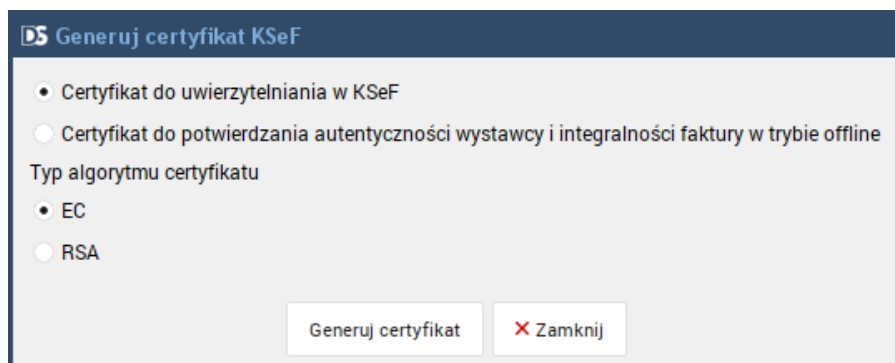 DS Generuj certyfikat KSeF
Certyfikat do uwierzytelniania w KSeF
Certyfikat do potwierdzania autentyczności wystawcy i integralności faktury w trybie offline
Typ algorytmu certyfikatu
EC
RSA
Generuj certyfikat Zamknij